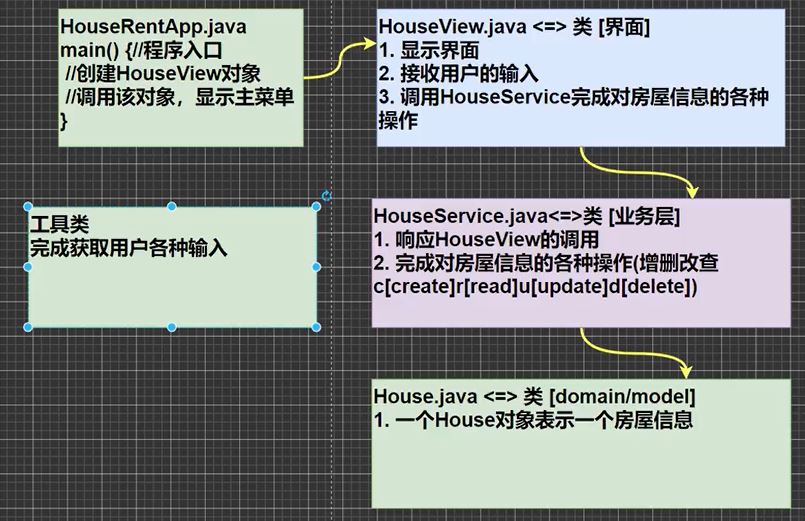 HouseRentApp.java
main() {//程序入口
//创建HouseView对象
//调用该对象，显示主菜单
}
HouseView.java <=> 类 [界面]
1. 显示界面
2. 接收用户的输入
3. 调用HouseService完成对房屋信息的各种
操作
工具类
完成获取用户各种输入
HouseService.java<=>类 [业务层]
1. 响应HouseView的调用
2. 完成对房屋信息的各种操作(增删改查
c[create]r[read]u[update]d[delete])
House.java <=> 类 [domain/model]
1. 一个House对象表示一个房屋信息